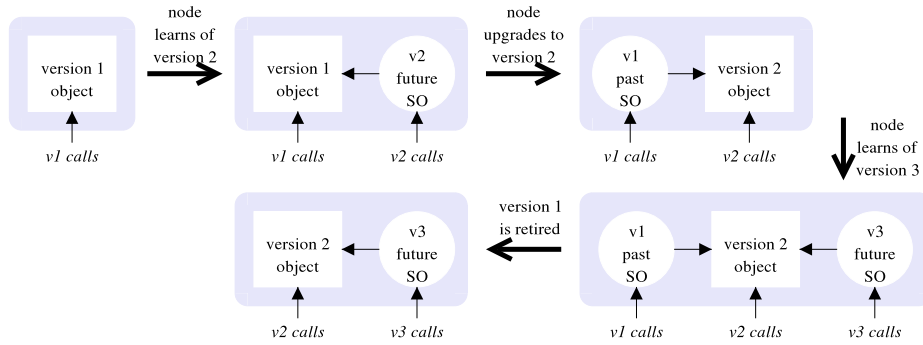 version 1
object
v1 calls
node
learns of
version 2
version 1
object
v2
future
SO
v1 calls
v2 calls
node
upgrades to
version 2
v1
past
SO
version 2
object
v1 calls
v2 calls
node
learns of
version 3
v1
past
SO
version 2
object
v3
future
SO
v1 calls
v2 calls
v3 calls
version 1
is retired
version 2
object
v3
future
SO
v2 calls
v3 calls